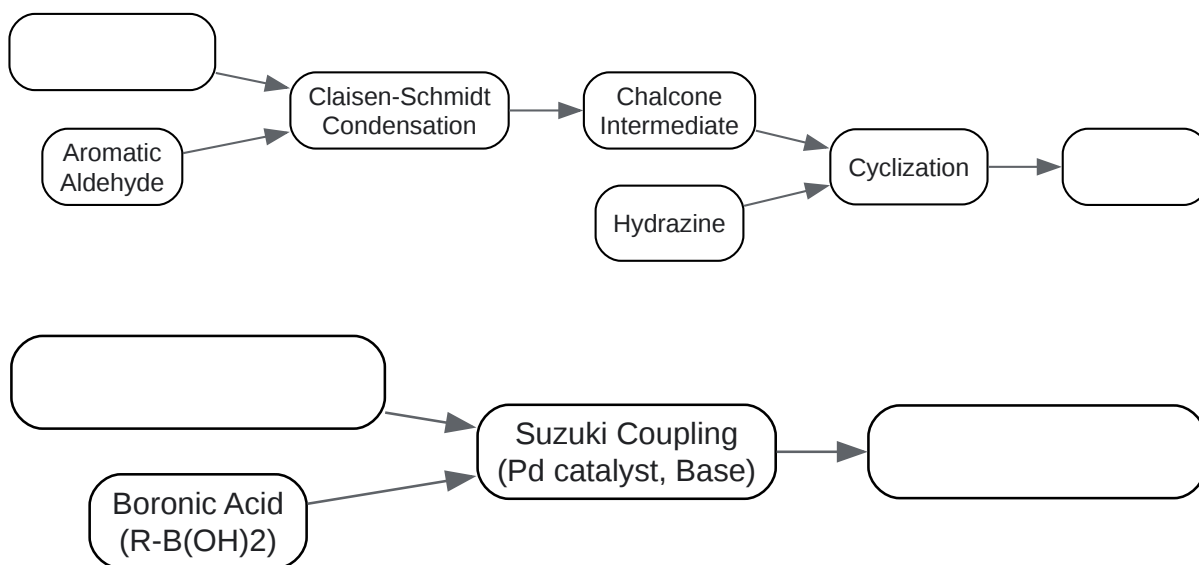 Claisen-Schmidt
Condensation
Chalcone
Intermediate
Aromatic
Aldehyde
Cyclization
Hydrazine
Suzuki Coupling
(Pd catalyst, Base)
Boronic Acid
(R-B(OH)2)